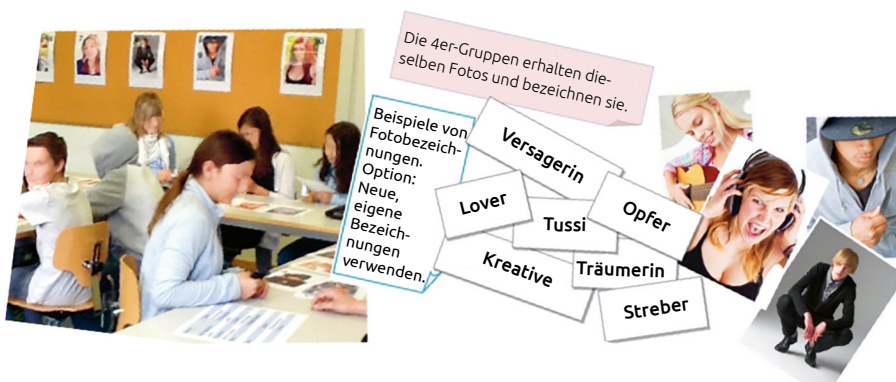 Die 4er-Gruppen erhalten die-
selben Fotos und bezeichnen sie.
Beispiele von
Fotobezeich-
nungen.
Option:
Neue,
eigene
Bezeich-
nungen
verwenden.
Versagerin
Lover
Tussi
Opfer
Kreative
Träumerin
Streber